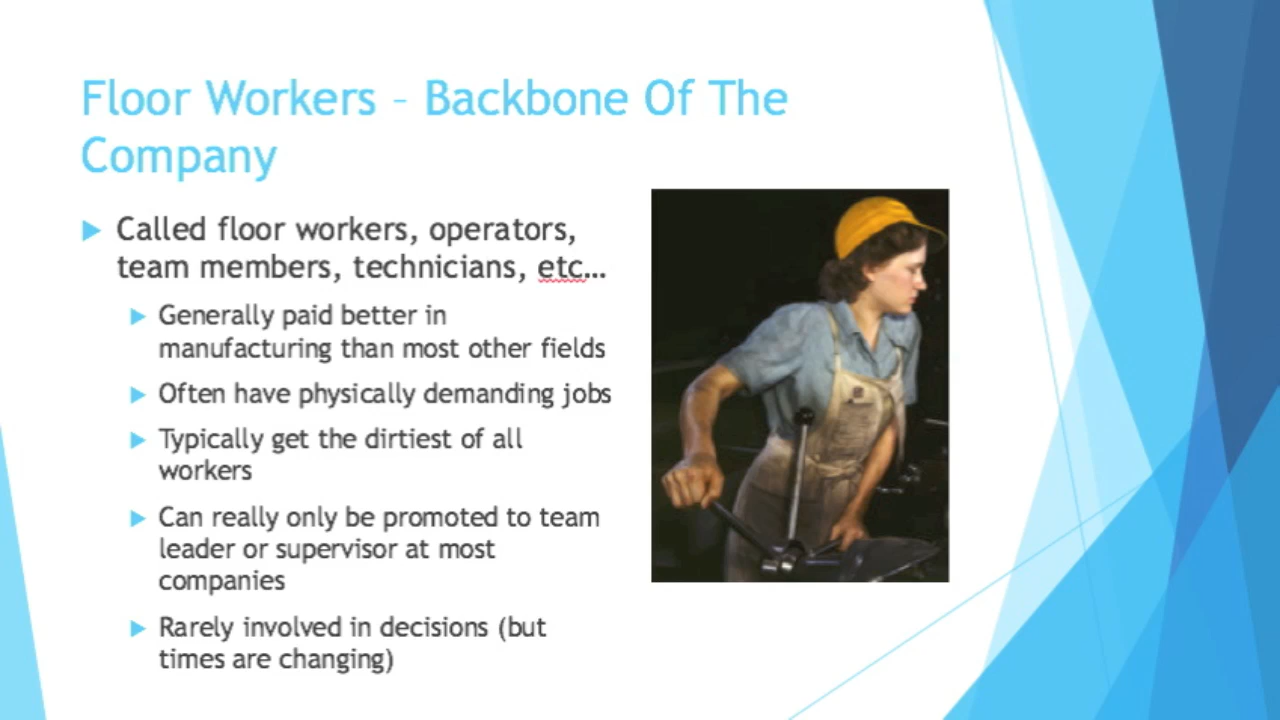 Floor Workers – Backbone Of The
Company
Called floor workers, operators,
team members, technicians, etc…
Generally paid better in
manufacturing than most other fields
Often have physically demanding jobs
Typically get the dirtiest of all
workers
Can really only be promoted to team
leader or supervisor at most
companies
Rarely involved in decisions (but
times are changing)